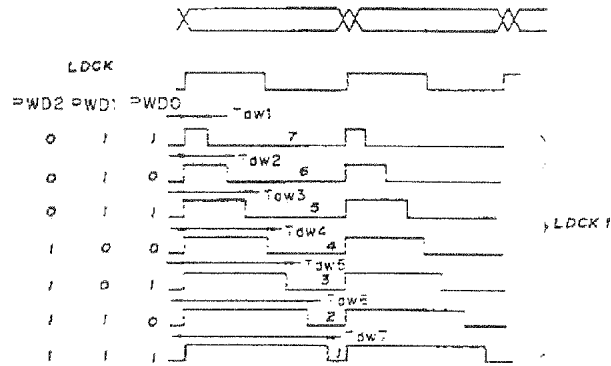 LDCK
PWD2 PWD1 PWD0
Tdw1
0 1 1 7
Tdw2
0 1 0 6
Tdw3
0 1 1 5
Tdw4
1 0 0 4
Tdw5
1 0 1 3
Tdw6
1 1 0 2
Tdw7
1 1 1 1
LDCK